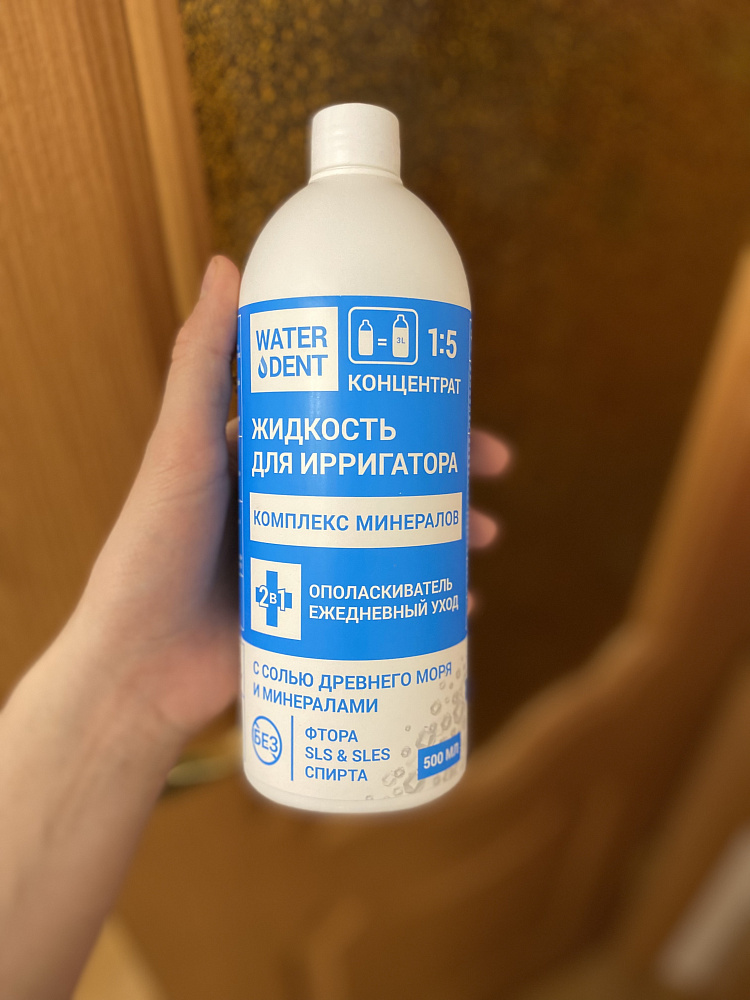 WATER
DENT
=
3L
1:5
КОНЦЕНТРАТ
ЖИДКОСТЬ
ДЛЯ ИРРИГАТОРА
КОМПЛЕКС МИНЕРАЛОВ
2в1
ОПОЛАСКИВАТЕЛЬ
ЕЖЕДНЕВНЫЙ УХОД
С СОЛЬЮ ДРЕВНЕГО МОРЯ
И МИНЕРАЛАМИ
БЕЗ
ФТОРА
SLS & SLES
СПИРТА
500 МЛ